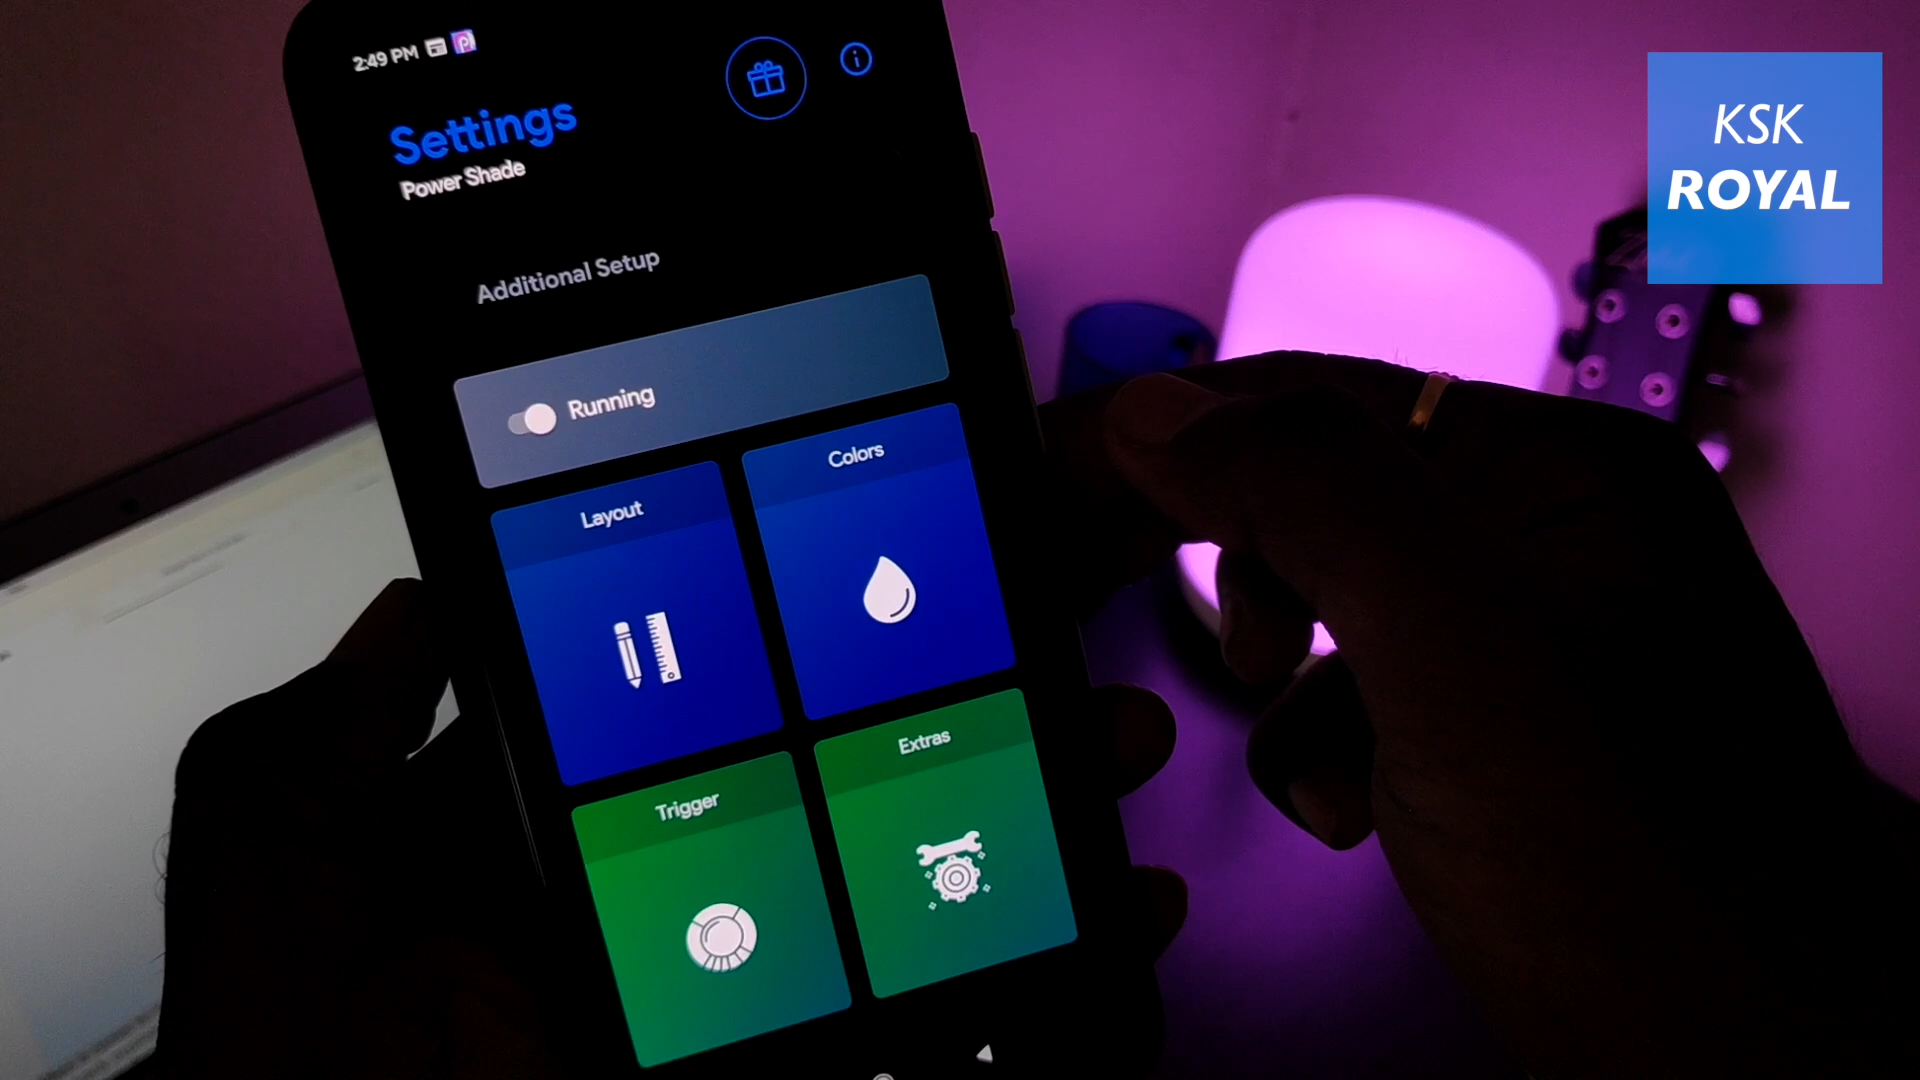 2:49 PM
Settings
Power Shade
Additional Setup
Running
Layout
Colors
Trigger
Extras
KSK
ROYAL